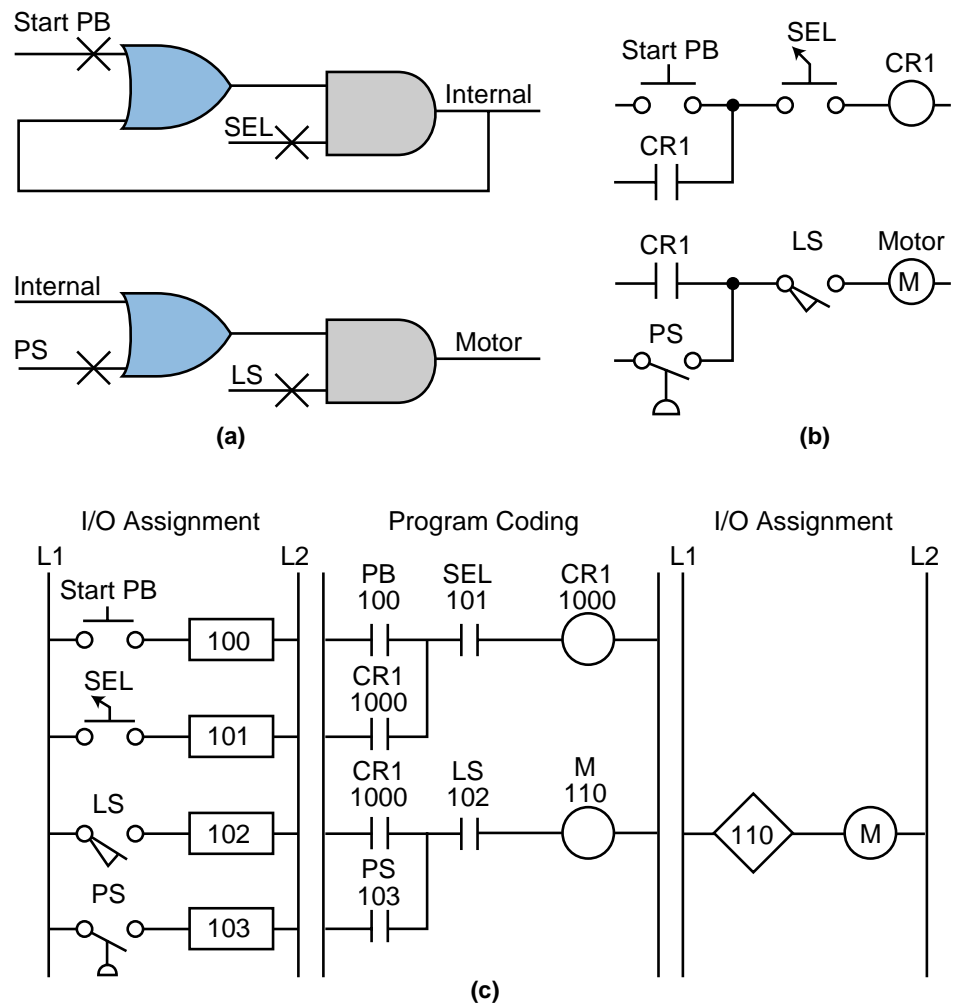 Start PB
SEL
Internal
Internal
PS
LS
Motor
(a)
Start PB
SEL
CR1
CR1
CR1
LS
Motor
M
PS
(b)
I/O Assignment
Program Coding
I/O Assignment
L1
L2
L1
L2
Start PB
100
SEL
101
LS
102
PS
103
PB
100
SEL
101
CR1
1000
CR1
1000
CR1
1000
LS
102
M
110
PS
103
110
M
(c)